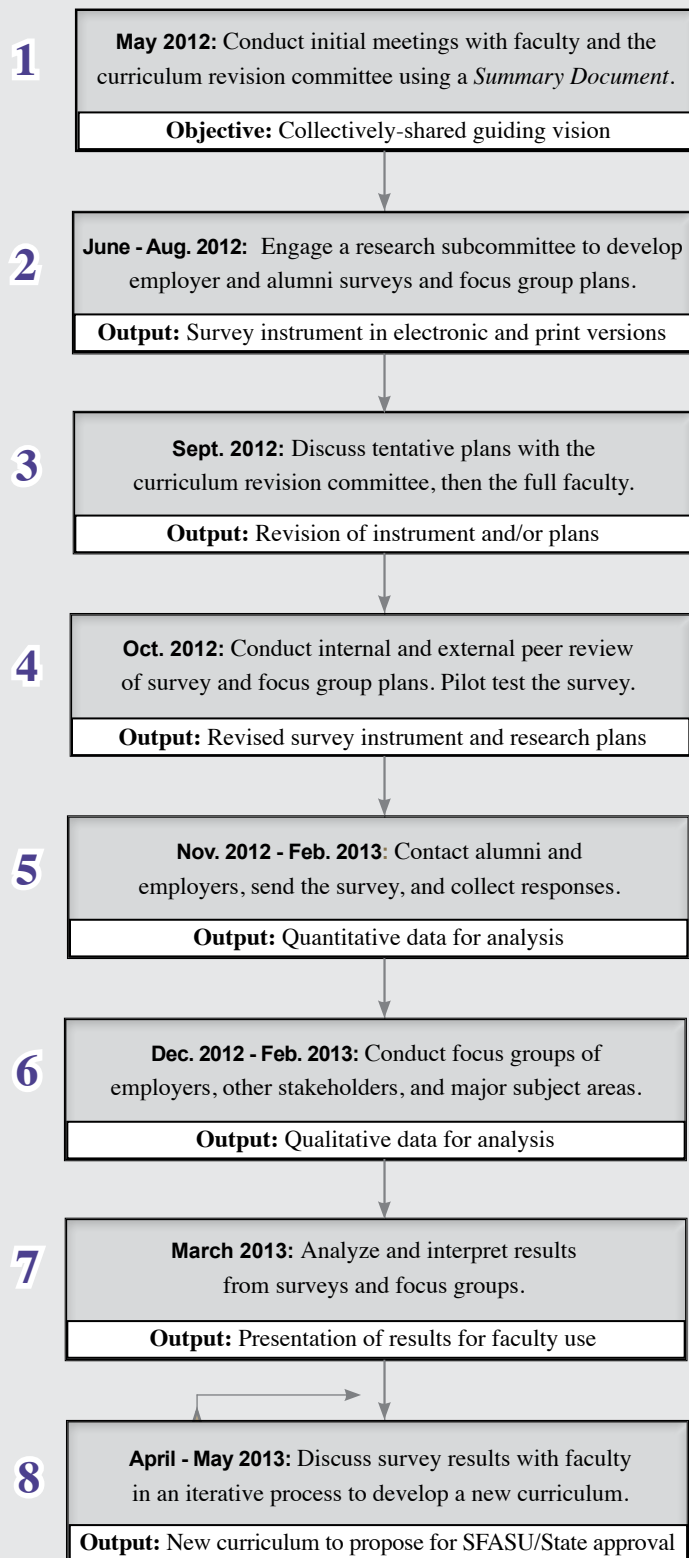 1
May 2012: Conduct initial meetings with faculty and the
curriculum revision committee using a Summary Document.
Objective: Collectively-shared guiding vision
2
June - Aug. 2012: Engage a research subcommittee to develop
employer and alumni surveys and focus group plans.
Output: Survey instrument in electronic and print versions
3
Sept. 2012: Discuss tentative plans with the
curriculum revision committee, then the full faculty.
Output: Revision of instrument and/or plans
4
Oct. 2012: Conduct internal and external peer review
of survey and focus group plans. Pilot test the survey.
Output: Revised survey instrument and research plans
5
Nov. 2012 - Feb. 2013: Contact alumni and
employers, send the survey, and collect responses.
Output: Quantitative data for analysis
6
Dec. 2012 - Feb. 2013: Conduct focus groups of
employers, other stakeholders, and major subject areas.
Output: Qualitative data for analysis
7
March 2013: Analyze and interpret results
from surveys and focus groups.
Output: Presentation of results for faculty use
8
April - May 2013: Discuss survey results with faculty
in an iterative process to develop a new curriculum.
Output: New curriculum to propose for SFASU/State approval